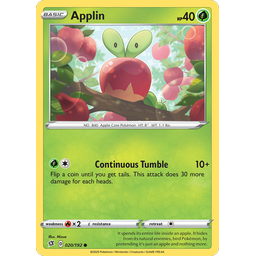 BASIC Applin HP40
NO. 840 Apple Core Pokémon HT: 8" WT: 1.1 lbs.
Continuous Tumble 10+
Flip a coin until you get tails. This attack does 30 more
damage for each heads.
weakness ×2 resistance retreat
020/192
It spends its entire life inside an apple. It hides
from its natural enemies, bird Pokémon, by
pretending it's just an apple and nothing more.